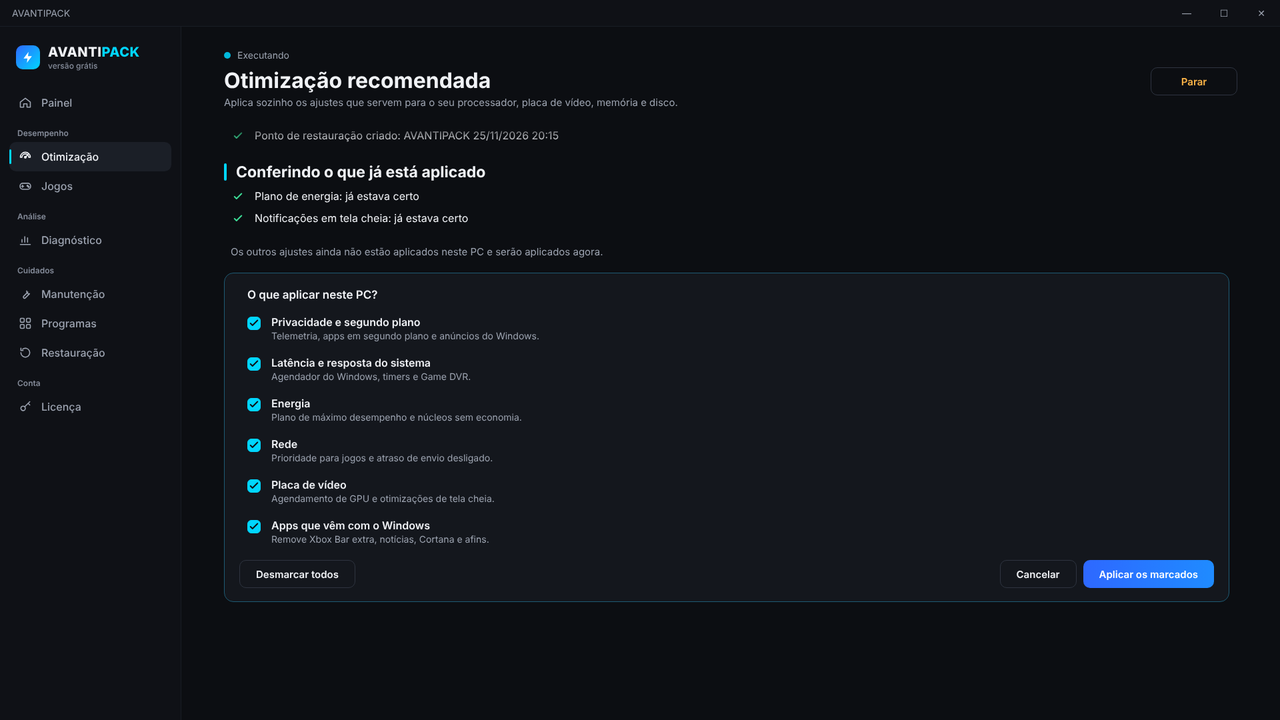 AVANTIPACK
AVANTIPACK
versão grátis
Painel
Desempenho
Otimização
Jogos
Análise
Diagnóstico
Cuidados
Manutenção
Programas
Restauração
Conta
Licença
Executando
Otimização recomendada
Aplica sozinho os ajustes que servem para o seu processador, placa de vídeo, memória e disco.
Parar
Ponto de restauração criado: AVANTIPACK 25/11/2026 20:15
Conferindo o que já está aplicado
Plano de energia: já estava certo
Notificações em tela cheia: já estava certo
Os outros ajustes ainda não estão aplicados neste PC e serão aplicados agora.
O que aplicar neste PC?
Privacidade e segundo plano
Telemetria, apps em segundo plano e anúncios do Windows.
Latência e resposta do sistema
Agendador do Windows, timers e Game DVR.
Energia
Plano de máximo desempenho e núcleos sem economia.
Rede
Prioridade para jogos e atraso de envio desligado.
Placa de vídeo
Agendamento de GPU e otimizações de tela cheia.
Apps que vêm com o Windows
Remove Xbox Bar extra, notícias, Cortana e afins.
Desmarcar todos
Cancelar
Aplicar os marcados